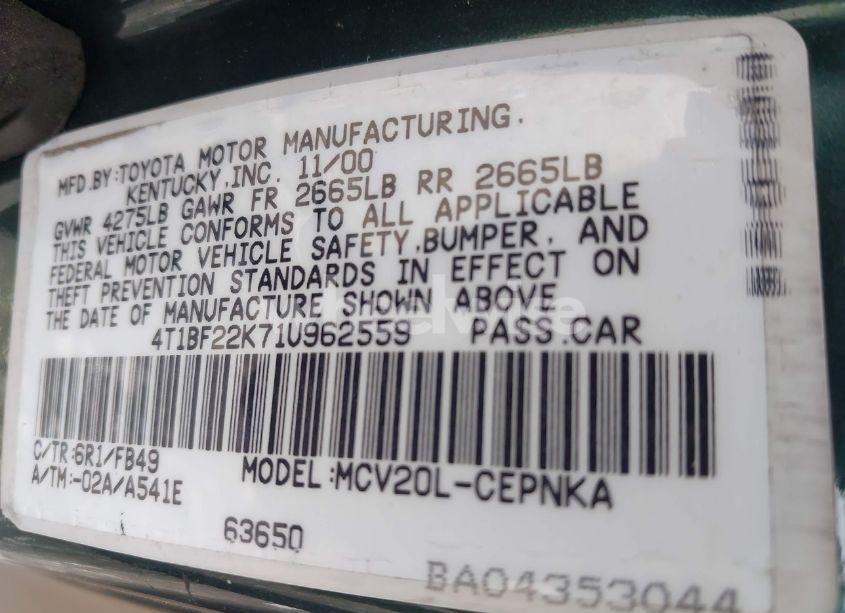 MFD.BY:TOYOTA MOTOR MANUFACTURING,
KENTUCKY,INC. 11/00
GVWR 4275LB GAWR FR 2665LB RR 2665LB
THIS VEHICLE CONFORMS TO ALL APPLICABLE
FEDERAL MOTOR VEHICLE SAFETY,BUMPER, AND
THEFT PREVENTION STANDARDS IN EFFECT ON
THE DATE OF MANUFACTURE SHOWN ABOVE
4T1BF22K71U962559 PASS.CAR
C/TR:6R1/FB49
A/TM:-02A/A541E
MODEL:MCV20L-CEPNKA
63650
BA04353044